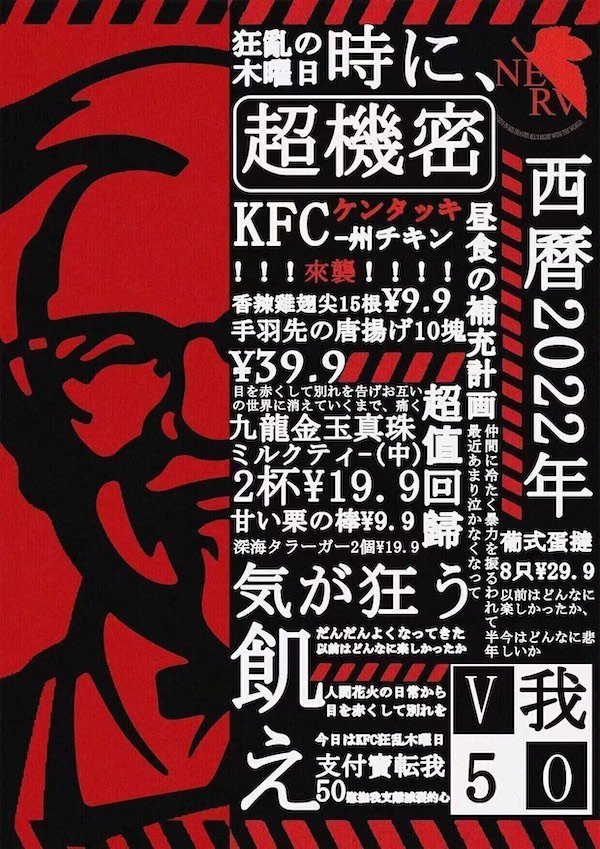 狂亂の
木曜日
時に、
NE
RV
超機密
西暦2022年
KFC
ケンタッキ
ー州チキン
昼食の補充計画
!!!來襲!!!!
香辣雞翅尖15根¥9.9
手羽先の唐揚げ10塊
¥39.9
目を赤くして別れを告げお互い
の世界に消えていくまで、痛く
超值回歸
九龍金玉真珠
ミルクティー(中)
2杯¥19.9
甘い栗の棒¥9.9
深海タラーガー2個¥19.9
仲間に冷たく暴力を振るわれて半年
最近あまり泣かなくなって
葡式蛋撻
8只¥29.9
以前はどんなに
楽しかったか、
今はどんなに悲
しいか
気が狂う
飢え
だんだんよくなってきた
以前はどんなに楽しかったか
人間花火の日常から
目を赤くして別れを
今日はKFC狂乱木曜日
支付寶転我
50
我支離滅裂的心
V我
50